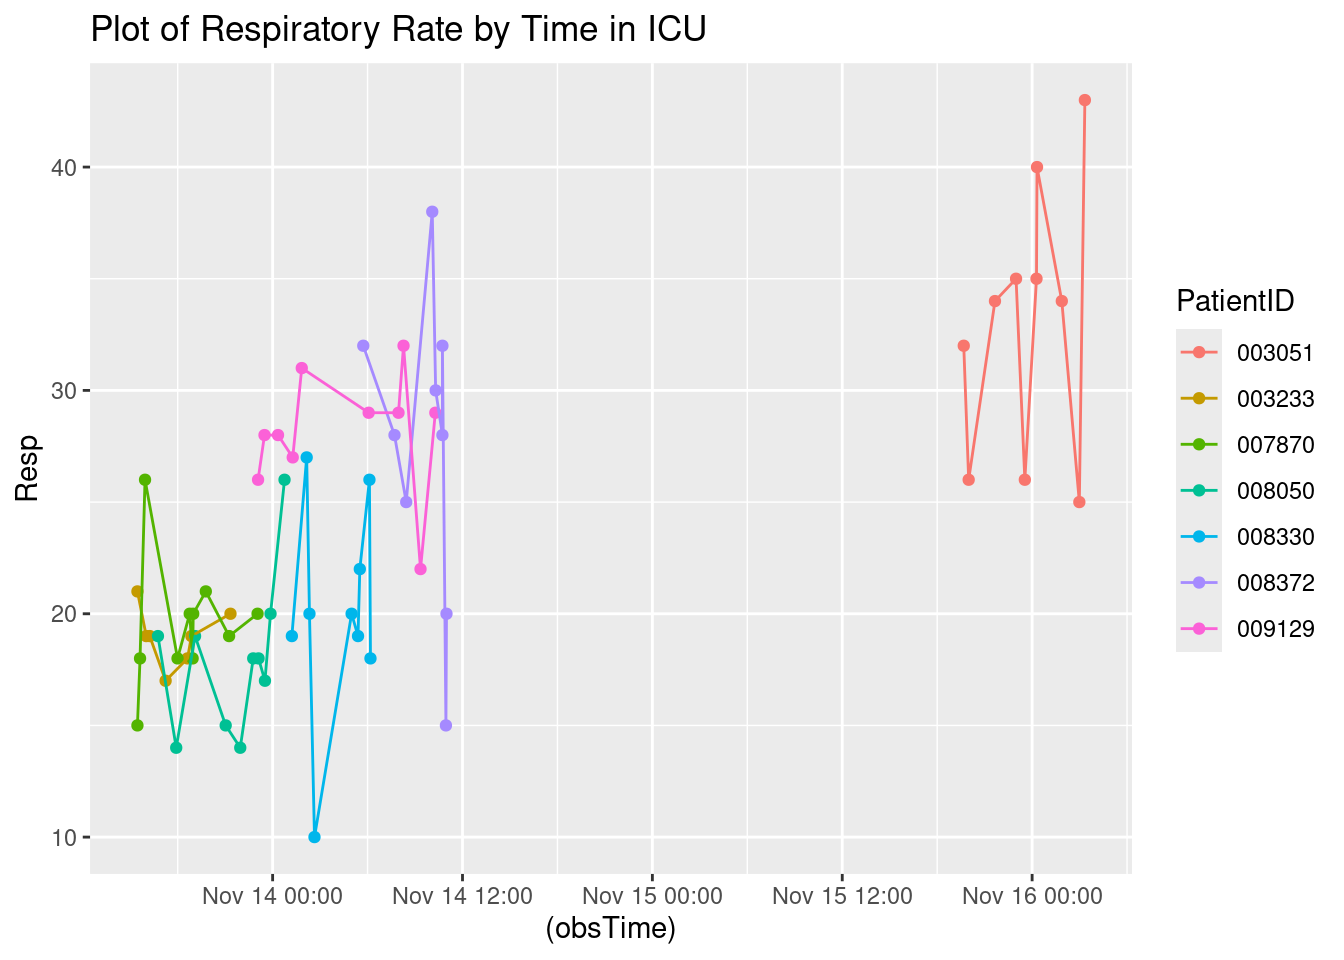 Plot of Respiratory Rate by Time in ICU
Resp
40
30
20
10
Nov 14 00:00
Nov 14 12:00
Nov 15 00:00
Nov 15 12:00
Nov 16 00:00
(obsTime)
PatientID
003051
003233
007870
008050
008330
008372
009129